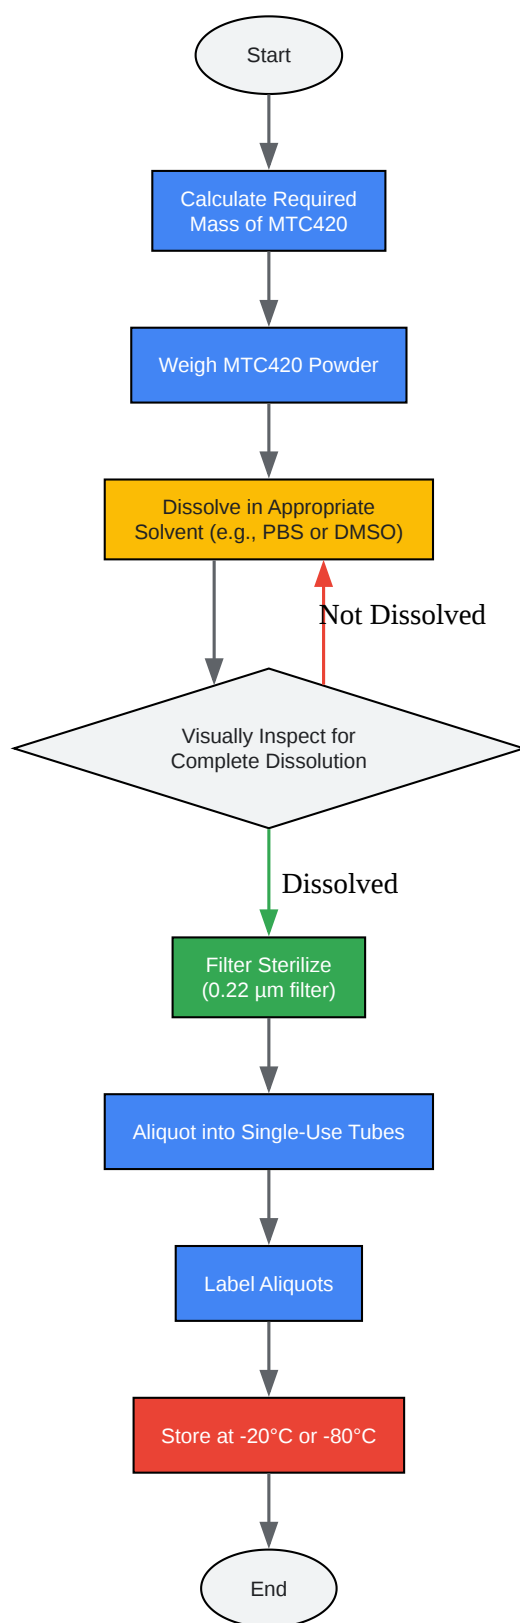 Start
Calculate Required
Mass of MTC420
Weigh MTC420 Powder
Dissolve in Appropriate
Solvent (e.g., PBS or DMSO)
Not Dissolved
Visually Inspect for
Complete Dissolution
Dissolved
Filter Sterilize
(0.22 µm filter)
Aliquot into Single-Use Tubes
Label Aliquots
Store at -20°C or -80°C
End